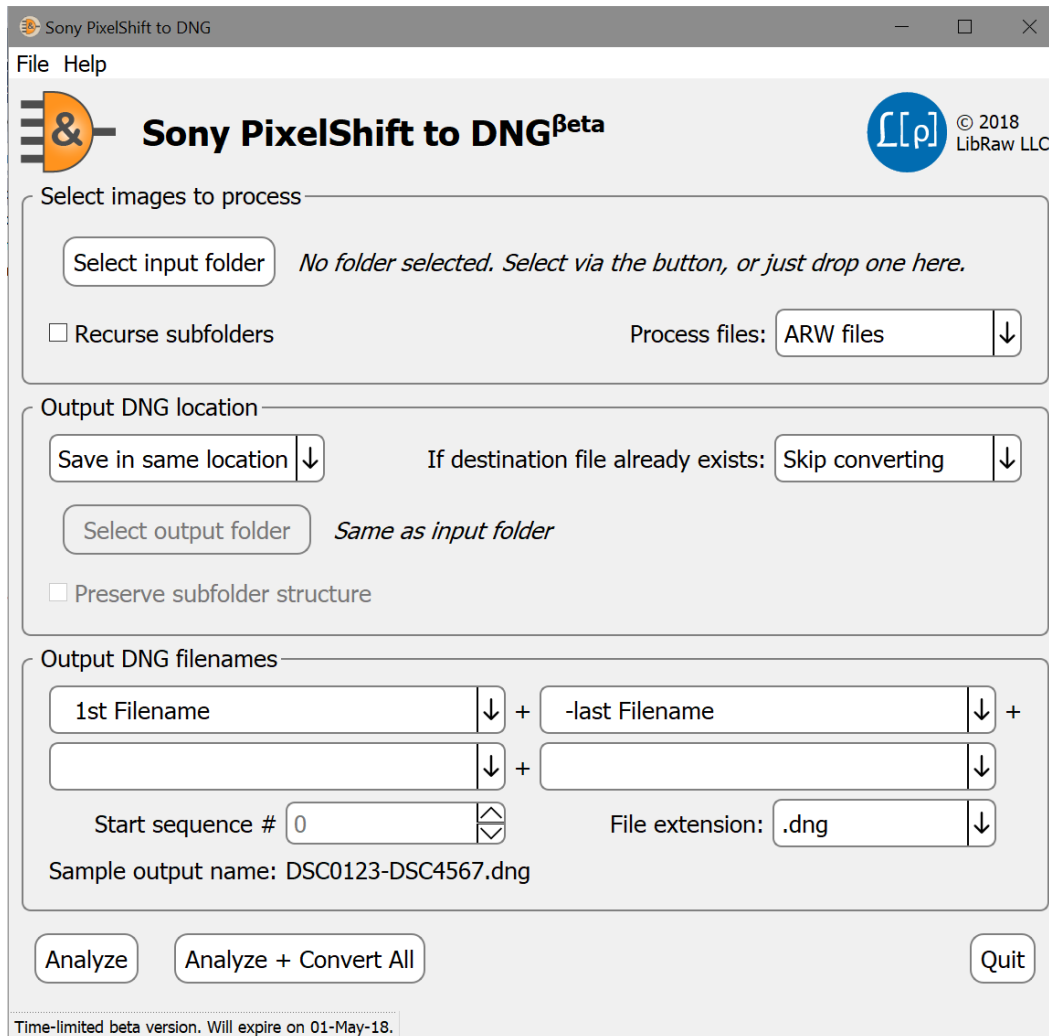 Sony PixelShift to DNG
File Help
&
Sony PixelShift to DNGβeta
[ρ]
© 2018
LibRaw LLC
Select images to process
Select input folder No folder selected. Select via the button, or just drop one here.
Recurse subfolders Process files: ARW files
Output DNG location
Save in same location If destination file already exists: Skip converting
Select output folder Same as input folder
Preserve subfolder structure
Output DNG filenames
1st Filename + -last Filename +
+
Start sequence # 0 File extension: .dng
Sample output name: DSC0123-DSC4567.dng
Analyze Analyze + Convert All Quit
Time-limited beta version. Will expire on 01-May-18.